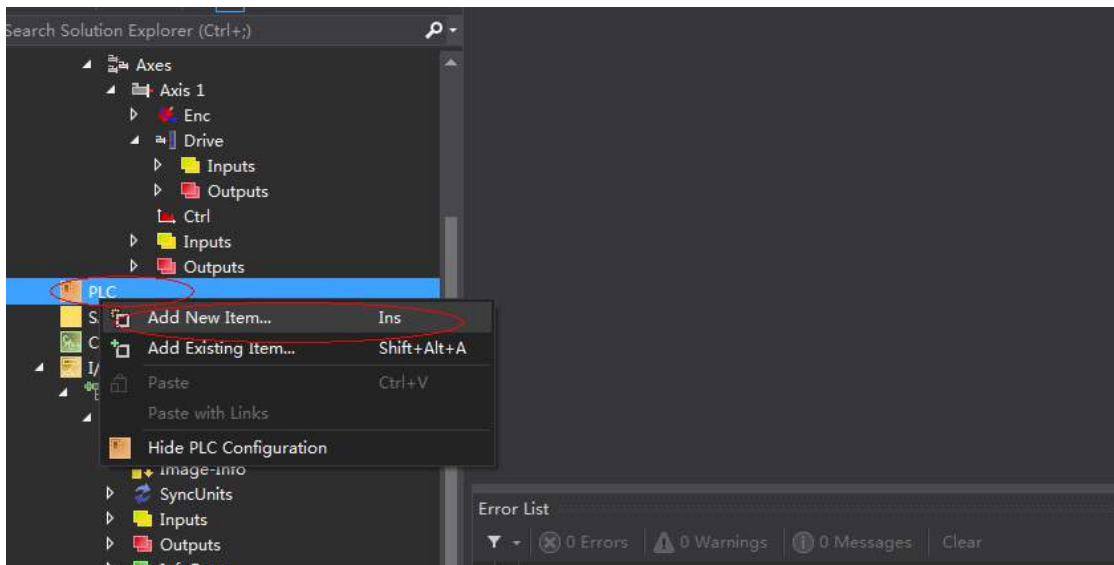 Search Solution Explorer (Ctrl+;)
Axes
Axis 1
Enc
Drive
Inputs
Outputs
Ctrl
Inputs
Outputs
PLC
Add New Item... Ins
Add Existing Item... Shift+Alt+A
Paste Ctrl+V
Paste with Links
Hide PLC Configuration
Image-Info
SyncUnits
Inputs
Outputs
Error List
0 Errors 0 Warnings 0 Messages Clear